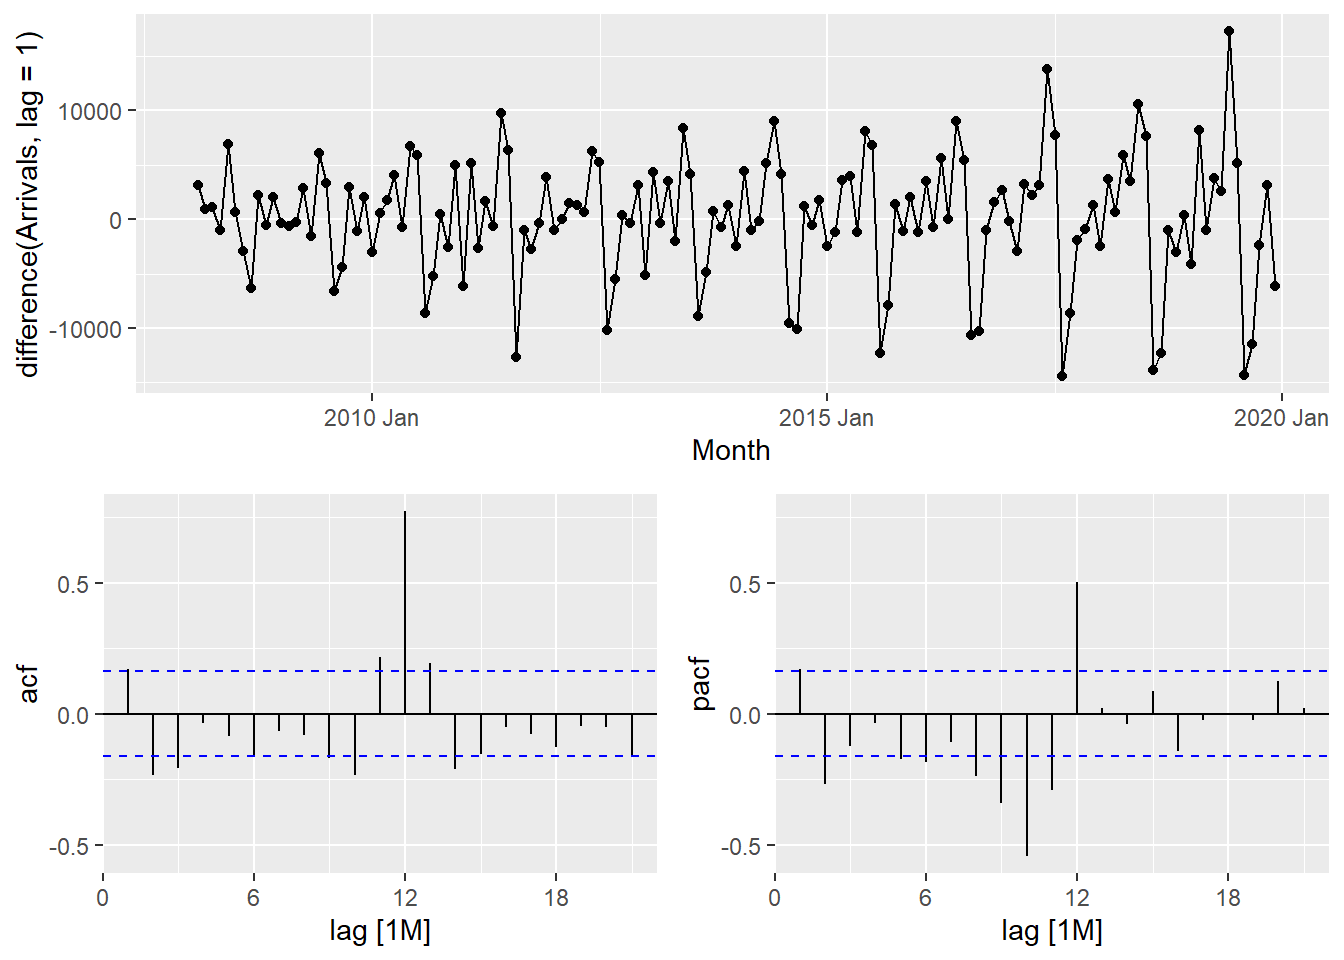 difference(Arrivals, lag = 1)
10000
0
-10000
2010 Jan
2015 Jan
2020 Jan
Month
acf
0.5
0.0
-0.5
0
6
12
18
lag [1M]
pacf
0.5
0.0
-0.5
0
6
12
18
lag [1M]